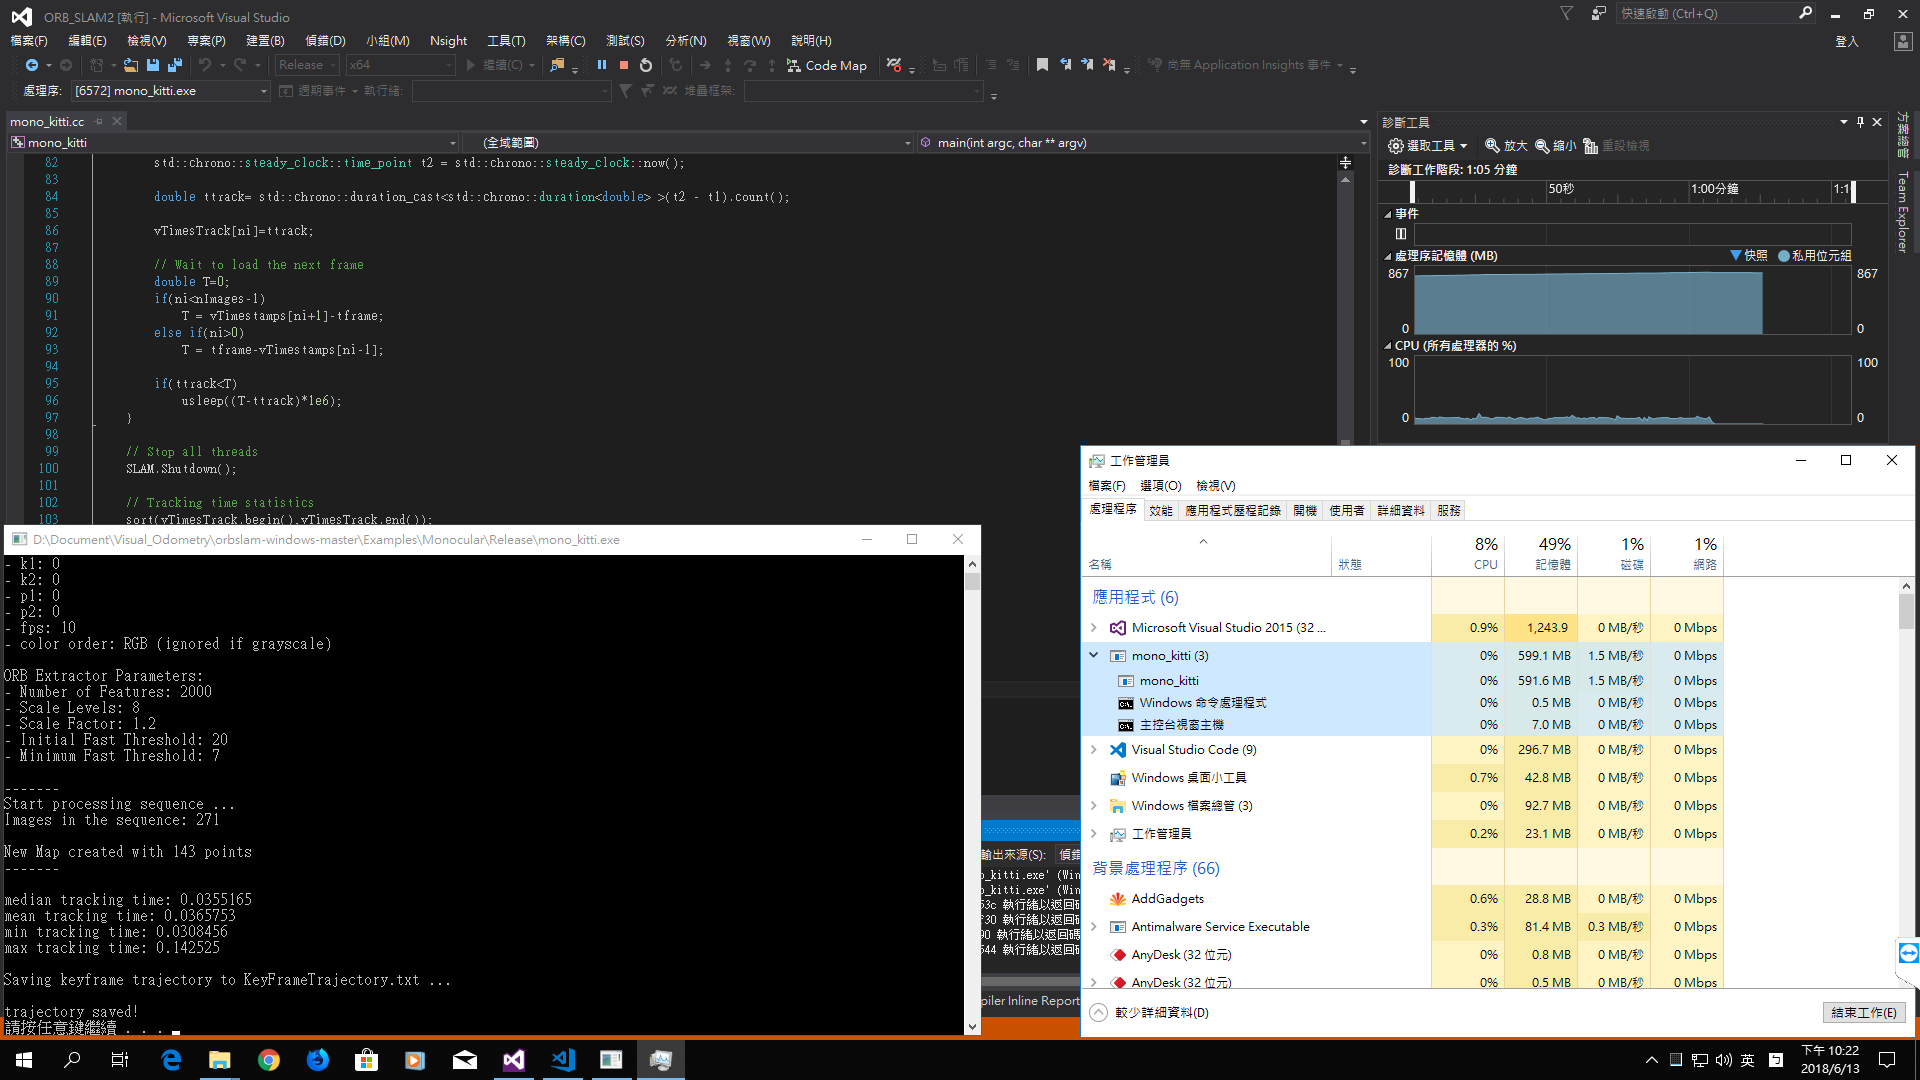 ORB_SLAM2 [執行] - Microsoft Visual Studio
快速啟動 (Ctrl+Q)
檔案(F) 編輯(E) 檢視(V) 專案(P) 建置(B) 偵錯(D) 小組(M) Nsight 工具(T) 架構(C) 測試(S) 分析(N) 視窗(W) 說明(H)
登入
Release x64 繼續(C) Code Map 尚無 Application Insights 事件
處理序: [6572] mono_kitti.exe 週期事件 執行緒: 堆疊框架:
mono_kitti.cc
mono_kitti (全域範圍) main(int argc, char ** argv)
82 std::chrono::steady_clock::time_point t2 = std::chrono::steady_clock::now();
83
84 double ttrack= std::chrono::duration_cast<std::chrono::duration<double> >(t2 - t1).count();
85
86 vTimesTrack[ni]=ttrack;
87
88 // Wait to load the next frame
89 double T=0;
90 if(ni<nImages-1)
91 T = vTimestamps[ni+1]-tframe;
92 else if(ni>0)
93 T = tframe-vTimestamps[ni-1];
94
95 if(ttrack<T)
96 usleep((T-ttrack)*1e6);
97 }
98
99 // Stop all threads
100 SLAM.Shutdown();
101
102 // Tracking time statistics
103 sort(vTimesTrack.begin(),vTimesTrack.end());
診斷工具
選取工具 放大 縮小 重設檢視
診斷工作階段: 1:05 分鐘
50秒 1:00分鐘 1:1
事件
處理序記憶體 (MB) 快照 私用位元組
867 867
0 0
CPU (所有處理器的 %)
100 100
0 0
方案總管
Team Explorer
D:\Document\Visual_Odometry\orbslam-windows-master\Examples\Monocular\Release\mono_kitti.exe
- k1: 0
- k2: 0
- p1: 0
- p2: 0
- fps: 10
- color order: RGB (ignored if grayscale)
ORB Extractor Parameters:
- Number of Features: 2000
- Scale Levels: 8
- Scale Factor: 1.2
- Initial Fast Threshold: 20
- Minimum Fast Threshold: 7
-------
Start processing sequence ...
Images in the sequence: 271
New Map created with 143 points
-------
median tracking time: 0.0355165
mean tracking time: 0.0365753
min tracking time: 0.0308456
max tracking time: 0.142525
Saving keyframe trajectory to KeyFrameTrajectory.txt ...
trajectory saved!
請按任意鍵繼續 . . .
輸出來源(S): 偵錯
o_kitti.exe' (Win
o_kitti.exe' (Win
53c 執行緒以返回碼
f30 執行緒以返回碼
90 執行緒以返回碼
544 執行緒以返回碼
piler Inline Report
工作管理員
檔案(F) 選項(O) 檢視(V)
處理程序 效能 應用程式歷程記錄 開機 使用者 詳細資料 服務
8% 49% 1% 1%
名稱 狀態 CPU 記憶體 磁碟 網路
應用程式 (6)
Microsoft Visual Studio 2015 (32 ... 0.9% 1,243.9 0 MB/秒 0 Mbps
mono_kitti (3) 0% 599.1 MB 1.5 MB/秒 0 Mbps
mono_kitti 0% 591.6 MB 1.5 MB/秒 0 Mbps
Windows 命令處理程式 0% 0.5 MB 0 MB/秒 0 Mbps
主控台視窗主機 0% 7.0 MB 0 MB/秒 0 Mbps
Visual Studio Code (9) 0% 296.7 MB 0 MB/秒 0 Mbps
Windows 桌面小工具 0.7% 42.8 MB 0 MB/秒 0 Mbps
Windows 檔案總管 (3) 0% 92.7 MB 0 MB/秒 0 Mbps
工作管理員 0.2% 23.1 MB 0 MB/秒 0 Mbps
背景處理程序 (66)
AddGadgets 0.6% 28.8 MB 0 MB/秒 0 Mbps
Antimalware Service Executable 0.3% 81.4 MB 0.3 MB/秒 0 Mbps
AnyDesk (32 位元) 0% 0.8 MB 0 MB/秒 0 Mbps
AnyDesk (32 位元) 0% 0.5 MB 0 MB/秒 0 Mbps
較少詳細資料(D) 結束工作(E)
英 下午 10:22
2018/6/13